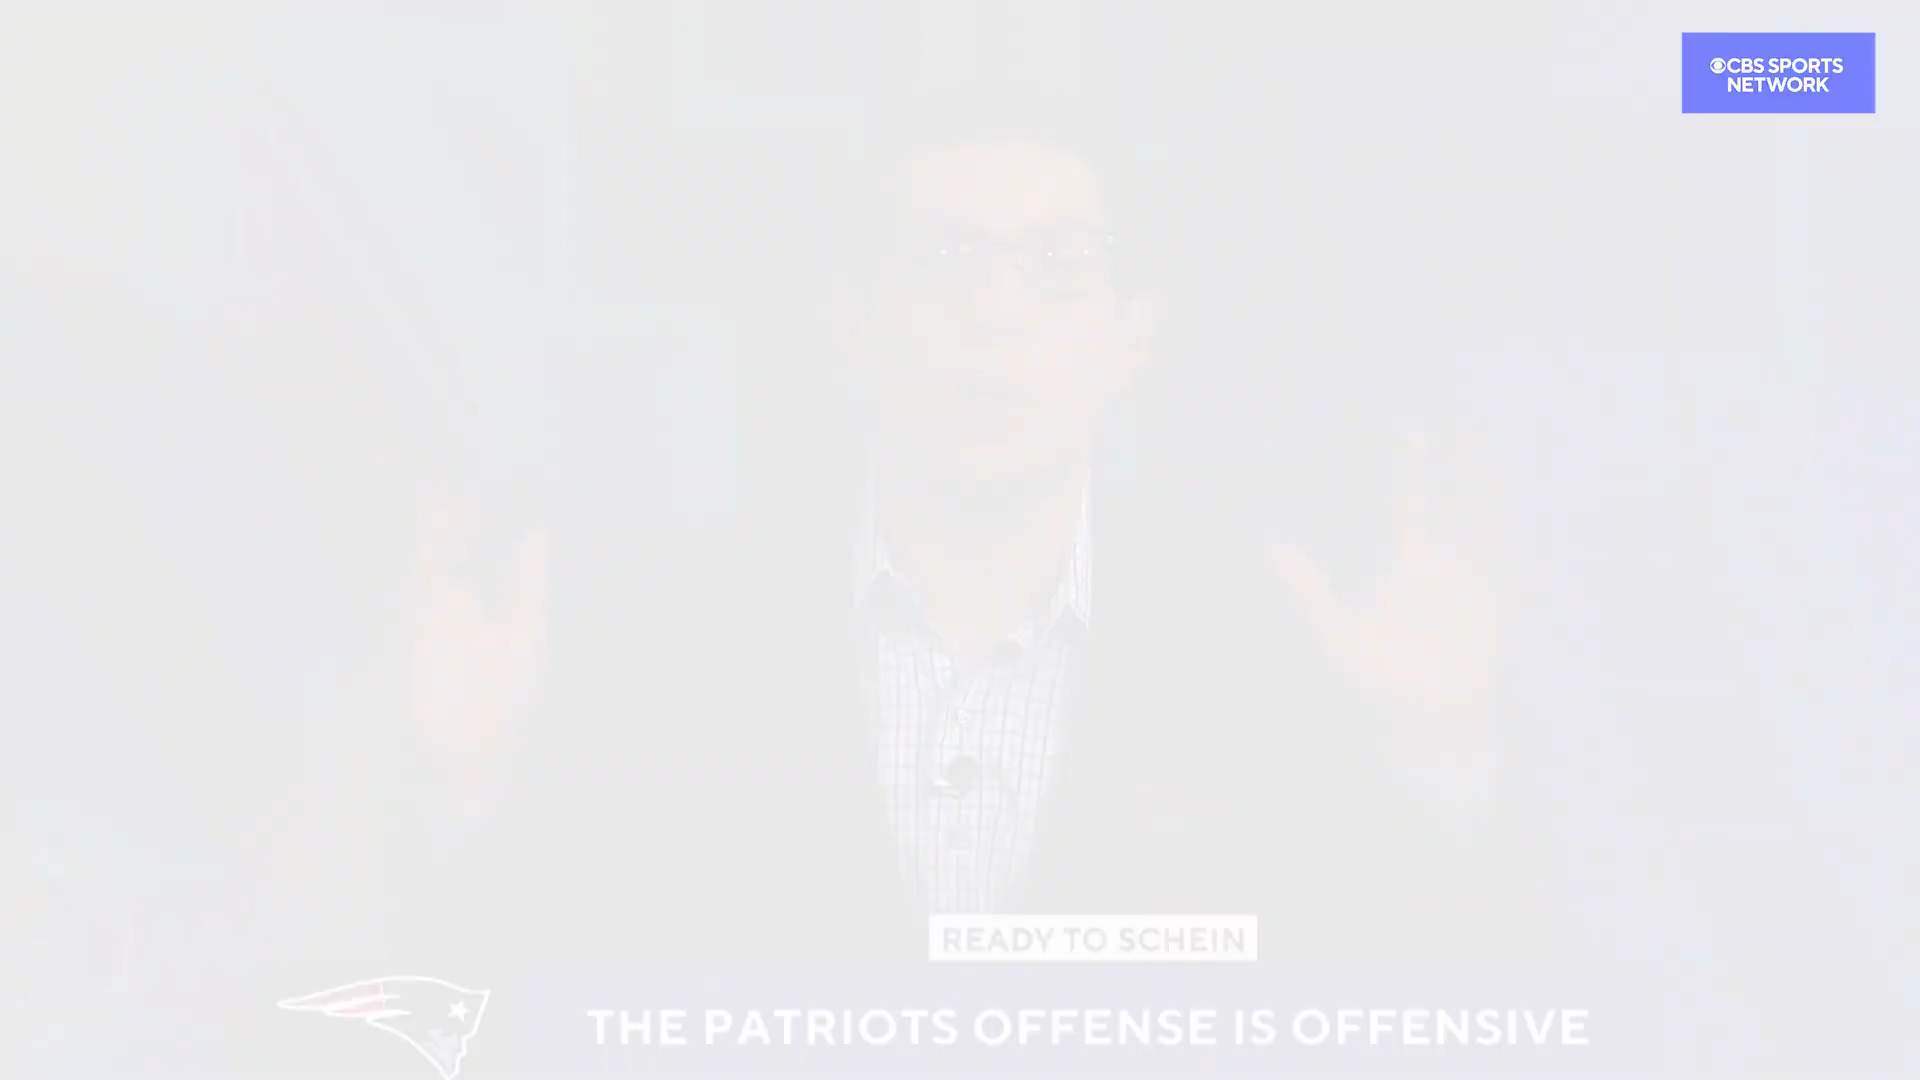 CBS SPORTS
NETWORK
READY TO SCHEIN
THE PATRIOTS OFFENSE IS OFFENSIVE